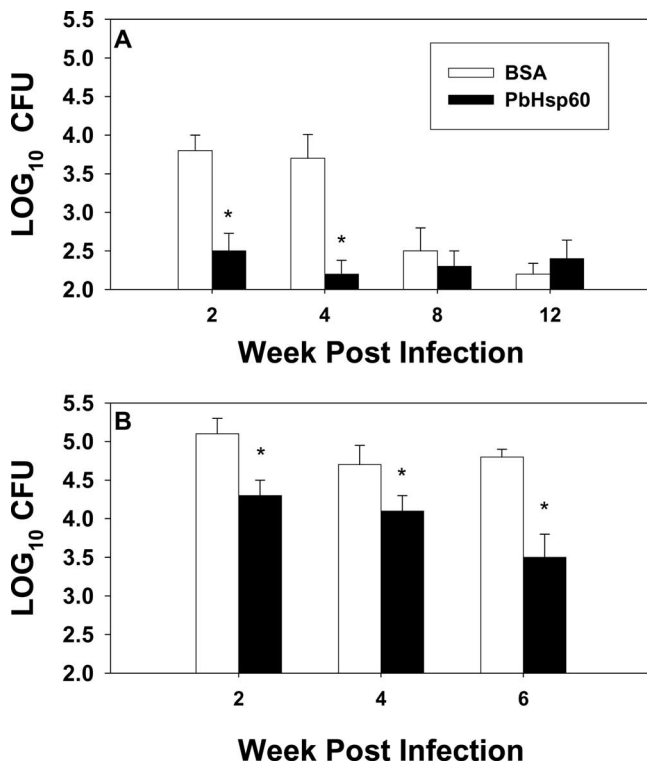 A
BSA
PbHsp60
LOG10 CFU
5.5
5.0
4.5
4.0
3.5
3.0
2.5
2.0
* *
2 4 8 12
Week Post Infection
B
LOG10 CFU
5.5
5.0
4.5
4.0
3.5
3.0
2.5
2.0
* * *
2 4 6
Week Post Infection